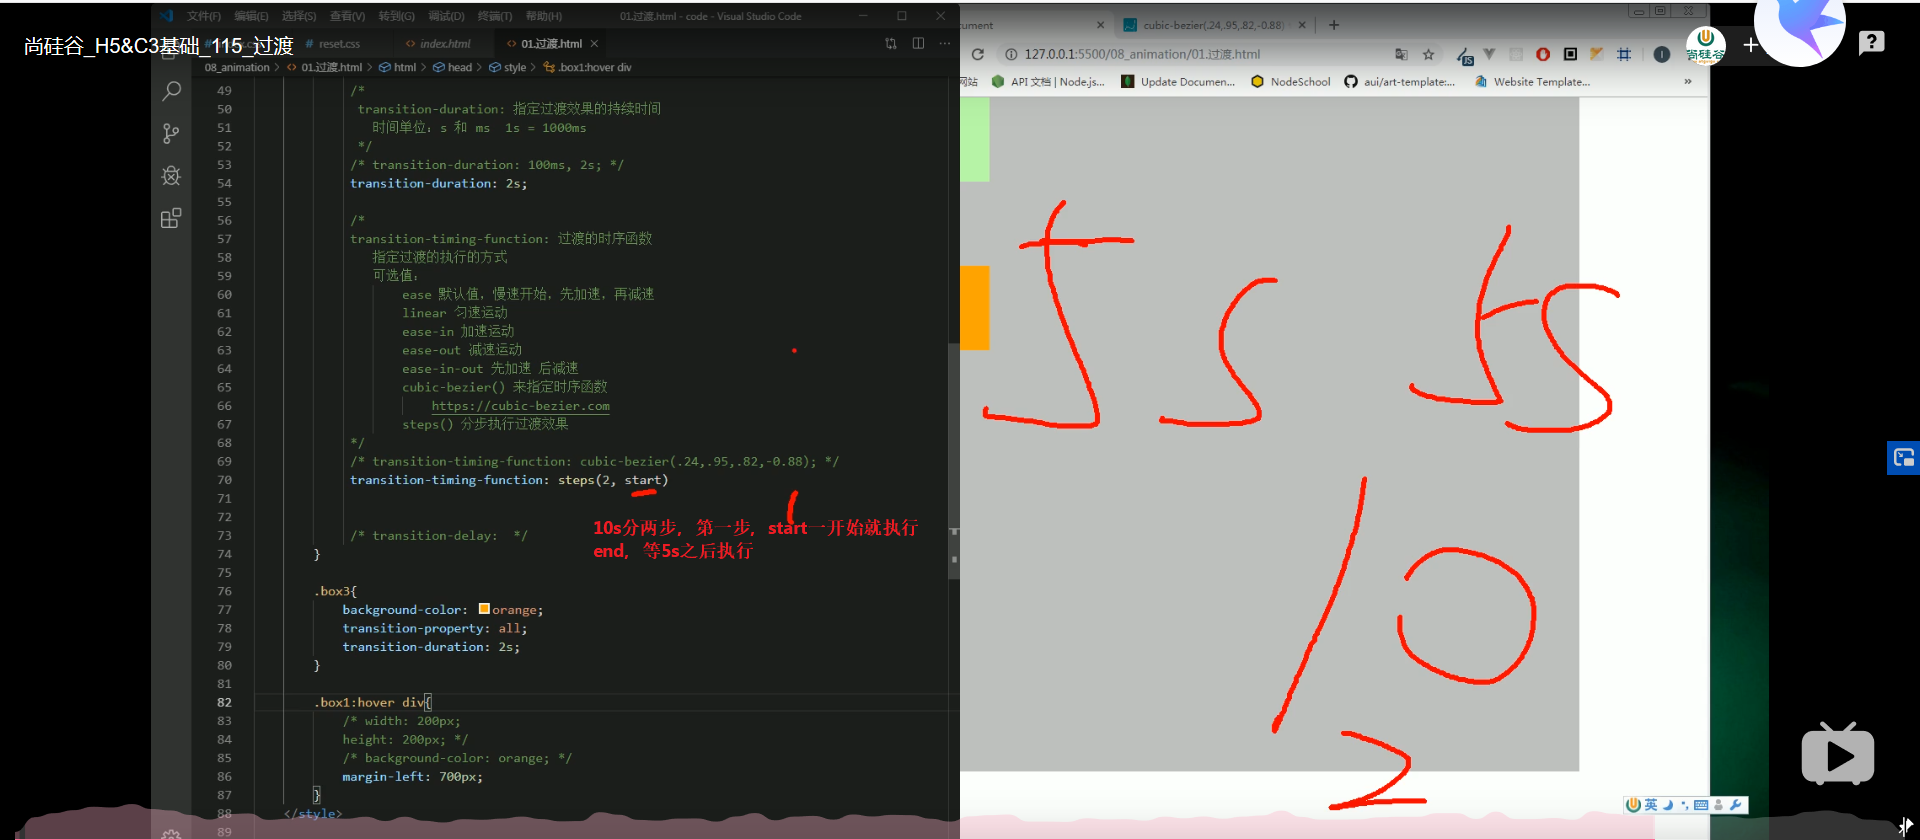 文件(F) 编辑(E) 选择(S) 查看(V) 转到(G) 调试(D) 终端(T) 帮助(H) 01.过渡.html - code - Visual Studio Code
尚硅谷_H5&C3基础_115_过渡
reset.css index.html 01.过渡.html
08_animation > 01.过渡.html > html > head > style > .box1:hover div
49 /*
50 transition-duration: 指定过渡效果的持续时间
51 时间单位：s 和 ms 1s = 1000ms
52 */
53 /* transition-duration: 100ms, 2s; */
54 transition-duration: 2s;
55
56 /*
57 transition-timing-function: 过渡的时序函数
58 指定过渡的执行的方式
59 可选值：
60 ease 默认值，慢速开始，先加速，再减速
61 linear 匀速运动
62 ease-in 加速运动
63 ease-out 减速运动
64 ease-in-out 先加速 后减速
65 cubic-bezier() 来指定时序函数
66 https://cubic-bezier.com
67 steps() 分步执行过渡效果
68 */
69 /* transition-timing-function: cubic-bezier(.24,.95,.82,-0.88); */
70 transition-timing-function: steps(2, start)
71
72
73 /* transition-delay: */
74 }
75
76 .box3{
77 background-color: orange;
78 transition-property: all;
79 transition-duration: 2s;
80 }
81
82 .box1:hover div{
83 /* width: 200px;
84 height: 200px; */
85 /* background-color: orange; */
86 margin-left: 700px;
87 }
88 </style>
89
10s分两步，第一步，start一开始就执行
end，等5s之后执行
cument cubic-bezier(.24,.95,.82,-0.88)
127.0.0.1:5500/08_animation/01.过渡.html
网站 API 文档 | Node.js... Update Documen... NodeSchool aui/art-template:... Website Template... »
尚硅谷
5s 5s
10
2
英